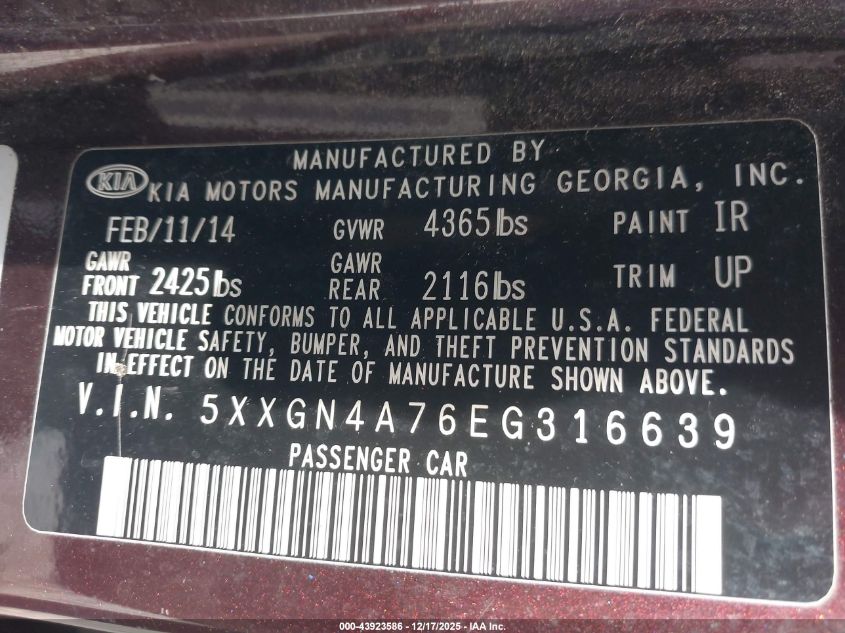 MANUFACTURED BY
KIA KIA MOTORS MANUFACTURING GEORGIA, INC.
FEB/11/14 GVWR 4365lbs PAINT IR
GAWR FRONT 2425lbs GAWR REAR 2116lbs TRIM UP
THIS VEHICLE CONFORMS TO ALL APPLICABLE U.S.A. FEDERAL
MOTOR VEHICLE SAFETY, BUMPER, AND THEFT PREVENTION STANDARDS
IN EFFECT ON THE DATE OF MANUFACTURE SHOWN ABOVE.
V.I.N. 5XXGN4A76EG316639
PASSENGER CAR
000-43923586 - 12/17/2025 - IAA Inc.